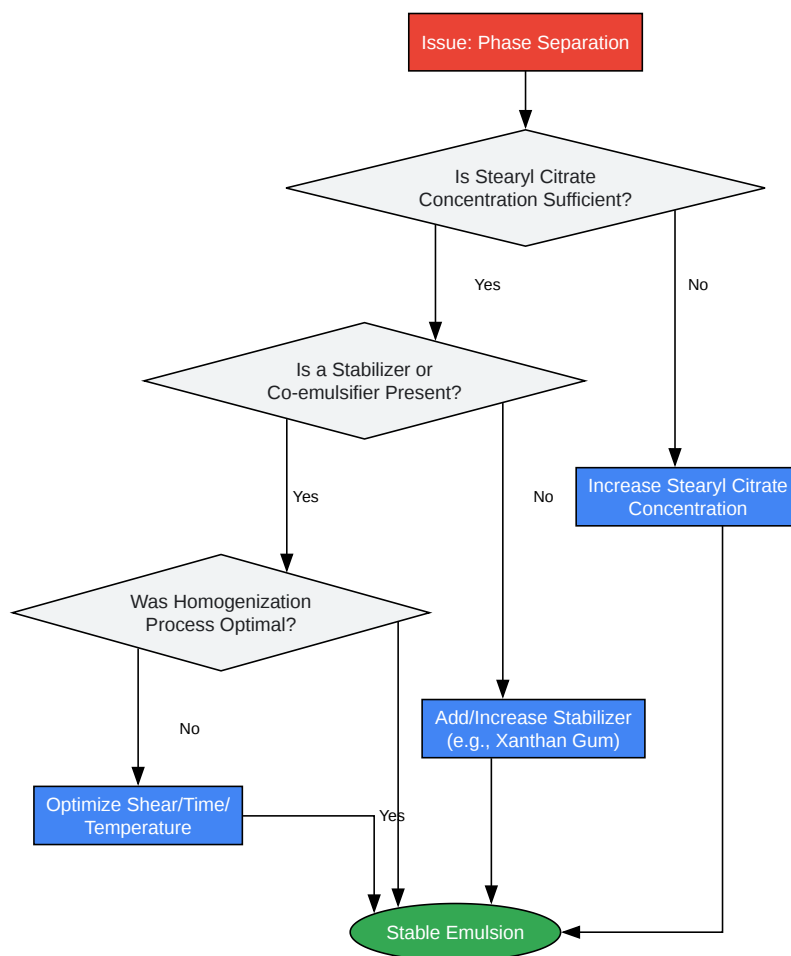 Issue: Phase Separation
Is Stearyl Citrate
Concentration Sufficient?
Yes
No
Is a Stabilizer or
Co-emulsifier Present?
Yes
No
Increase Stearyl Citrate
Concentration
Was Homogenization
Process Optimal?
No
Add/Increase Stabilizer
(e.g., Xanthan Gum)
Optimize Shear/Time/
Temperature
Yes
Stable Emulsion